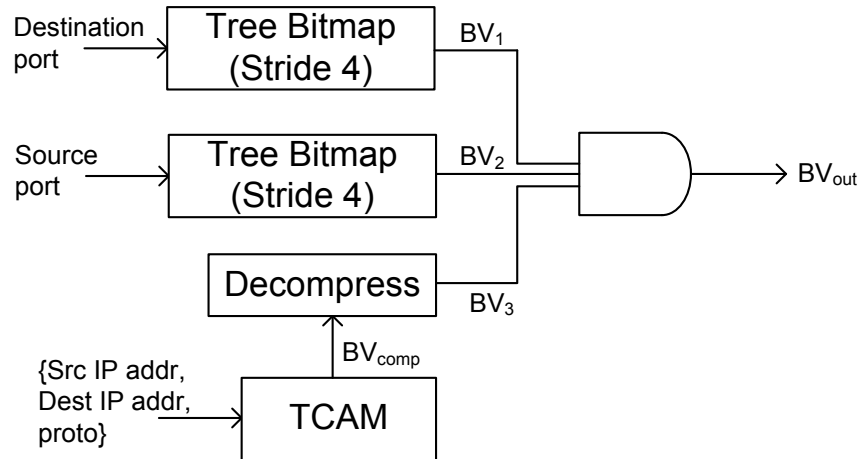 Destination
port
Tree Bitmap
(Stride 4)
BV1
Source
port
Tree Bitmap
(Stride 4)
BV2
BVout
Decompress
BV3
BVcomp
{Src IP addr,
Dest IP addr,
proto}
TCAM